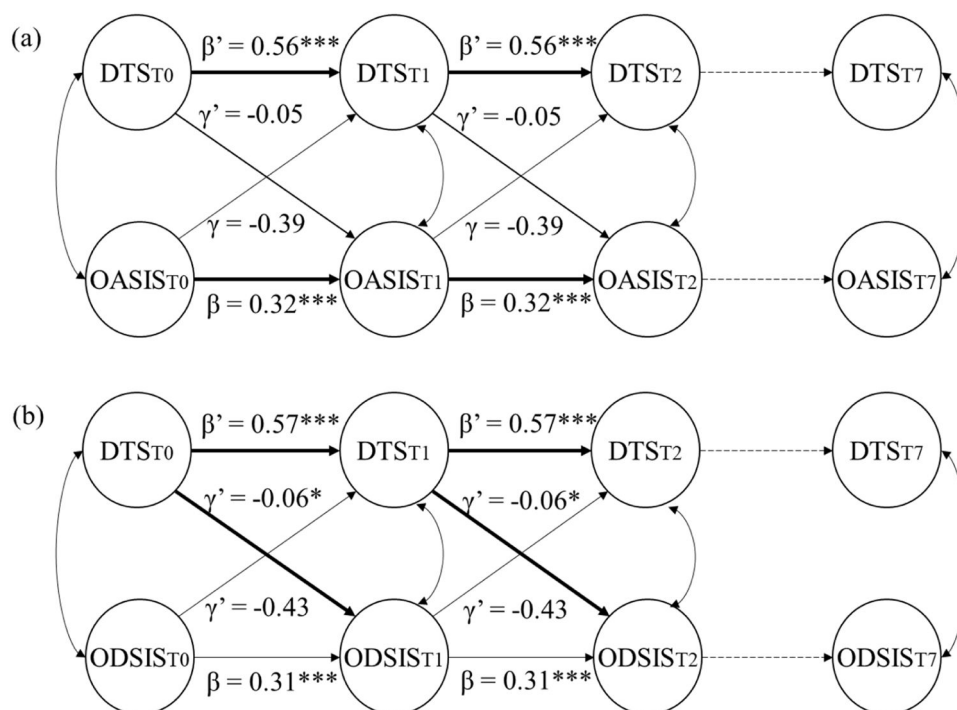 (a)
β’ = 0.56*** β’ = 0.56***
DTST0 DTST1 DTST2 DTST7
γ’ = -0.05 γ’ = -0.05
γ = -0.39 γ = -0.39
OASIST0 OASIST1 OASIST2 OASIST7
β = 0.32*** β = 0.32***
(b)
β’ = 0.57*** β’ = 0.57***
DTST0 DTST1 DTST2 DTST7
γ’ = -0.06* γ’ = -0.06*
γ’ = -0.43 γ’ = -0.43
ODSIST0 ODSIST1 ODSIST2 ODSIST7
β = 0.31*** β = 0.31***